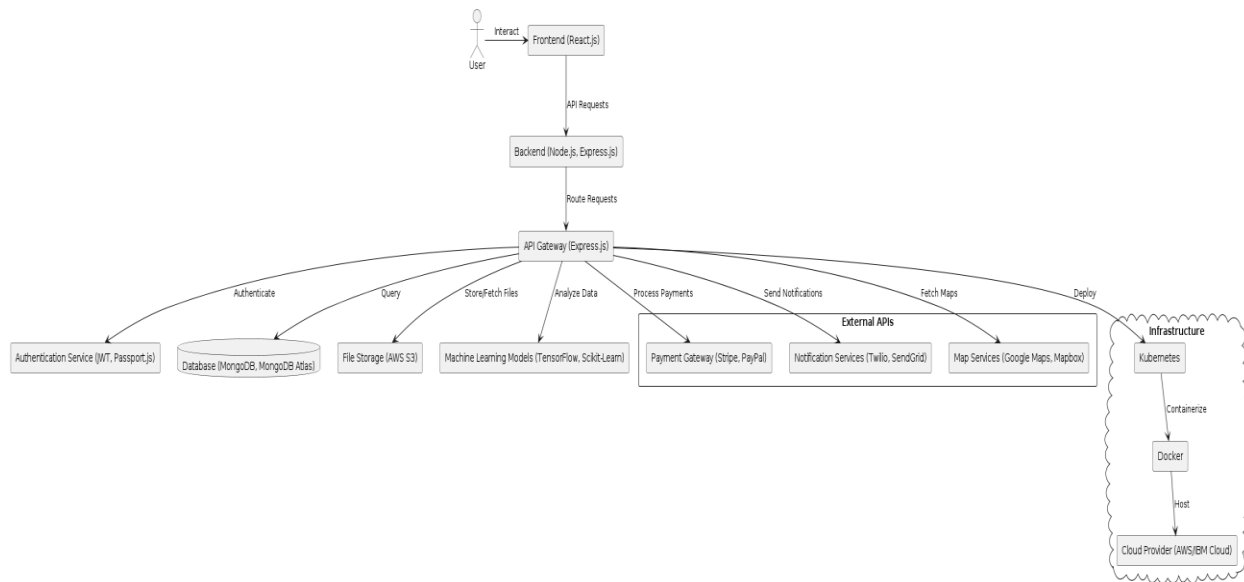 Interact
Frontend (React.js)
User
API Requests
Backend (Node.js, Express.js)
Route Requests
API Gateway (Express.js)
Authenticate
Query
Store/Fetch Files
Analyze Data
Process Payments
Send Notifications
Fetch Maps
Deploy
External APIs
Infrastructure
Authentication Service (JWT, Passport.js)
Database (MongoDB, MongoDB Atlas)
File Storage (AWS S3)
Machine Learning Models (TensorFlow, Scikit-Learn)
Payment Gateway (Stripe, PayPal)
Notification Services (Twilio, SendGrid)
Map Services (Google Maps, Mapbox)
Kubernetes
Containerize
Docker
Host
Cloud Provider (AWS/IBM Cloud)